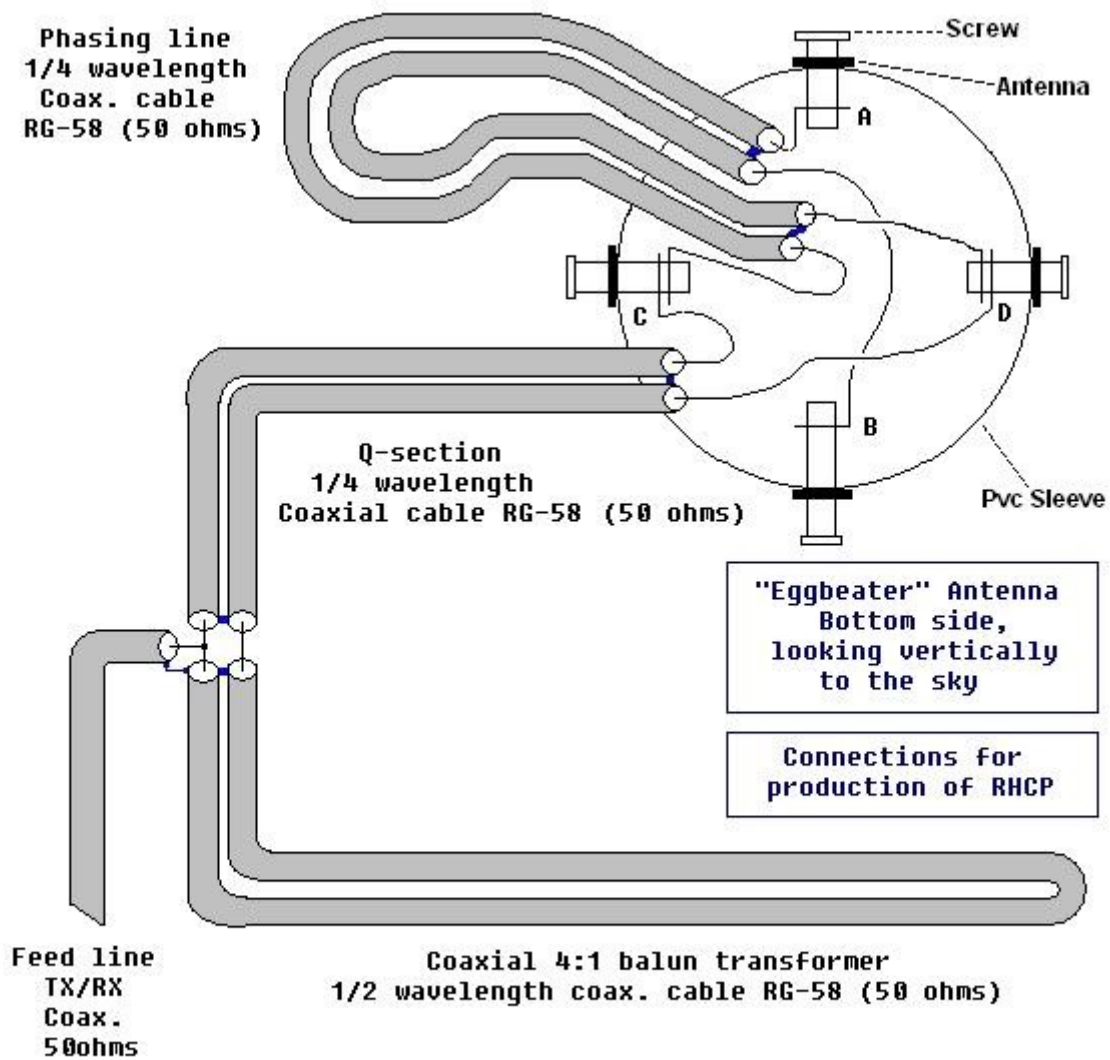 Phasing line
1/4 wavelength
Coax. cable
RG-58 (50 ohms)
Screw
Antenna
A
C
D
B
Q-section
1/4 wavelength
Coaxial cable RG-58 (50 ohms)
Pvc Sleeve
"Eggbeater" Antenna
Bottom side,
looking vertically
to the sky
Connections for
production of RHCP
Feed line
TX/RX
Coax.
50ohms
Coaxial 4:1 balun transformer
1/2 wavelength coax. cable RG-58 (50 ohms)